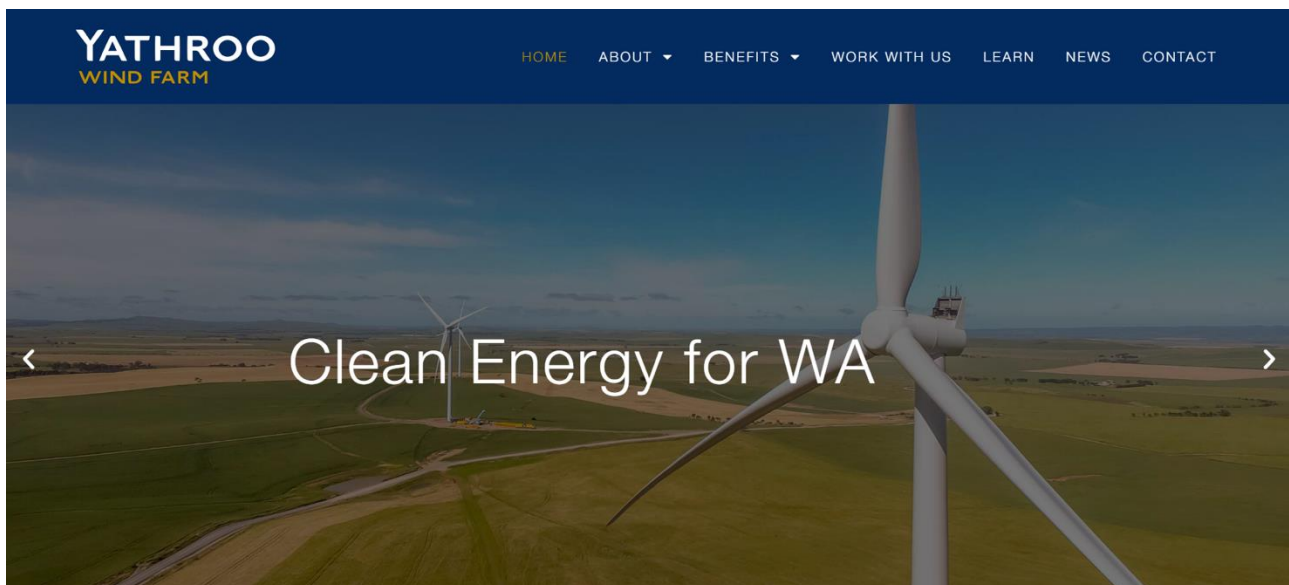 YATHROO
WIND FARM
HOME ABOUT BENEFITS WORK WITH US LEARN NEWS CONTACT
Clean Energy for WA